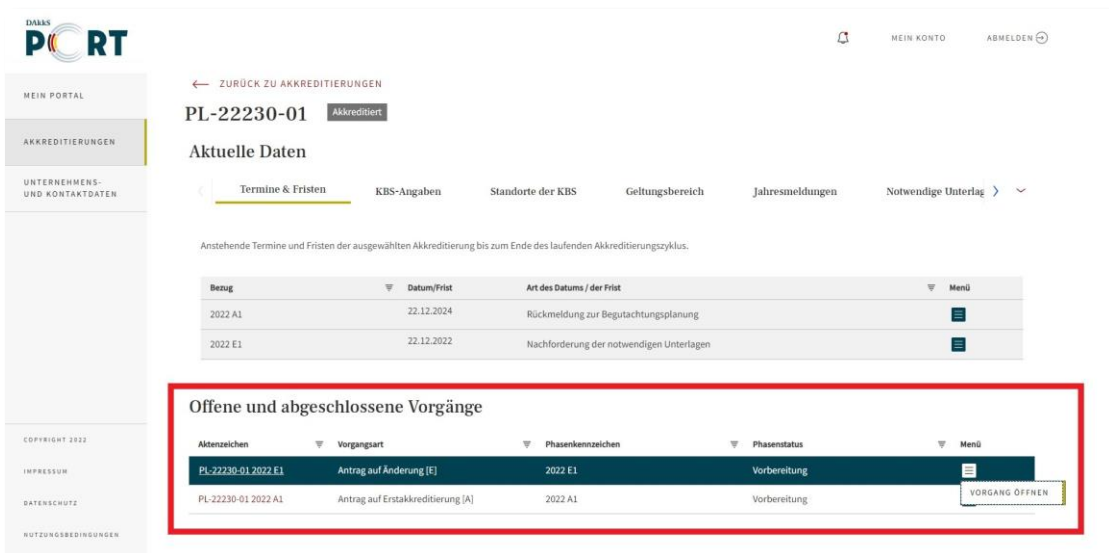 DAkkS
PORT
MEIN KONTO
ABMELDEN
MEIN PORTAL
AKKREDITIERUNGEN
UNTERNEHMENS-
UND KONTAKTDATEN
ZURÜCK ZU AKKREDITIERUNGEN
PL-22230-01 Akkreditiert
Aktuelle Daten
Termine & Fristen KBS-Angaben Standorte der KBS Geltungsbereich Jahresmeldungen Notwendige Unterlag
Anstehende Termine und Fristen der ausgewählten Akkreditierung bis zum Ende des laufenden Akkreditierungszyklus.
Bezug Datum/Frist Art des Datums / der Frist Menü
2022 A1 22.12.2024 Rückmeldung zur Begutachtungsplanung
2022 E1 22.12.2022 Nachforderung der notwendigen Unterlagen
Offene und abgeschlossene Vorgänge
Aktenzeichen Vorgangsart Phasenkennzeichen Phasenstatus Menü
PL-22230-01 2022 E1 Antrag auf Änderung [E] 2022 E1 Vorbereitung
PL-22230-01 2022 A1 Antrag auf Erstakkreditierung [A] 2022 A1 Vorbereitung
VORGANG ÖFFNEN
COPYRIGHT 2022
IMPRESSUM
DATENSCHUTZ
NUTZUNGSBEDINGUNGEN